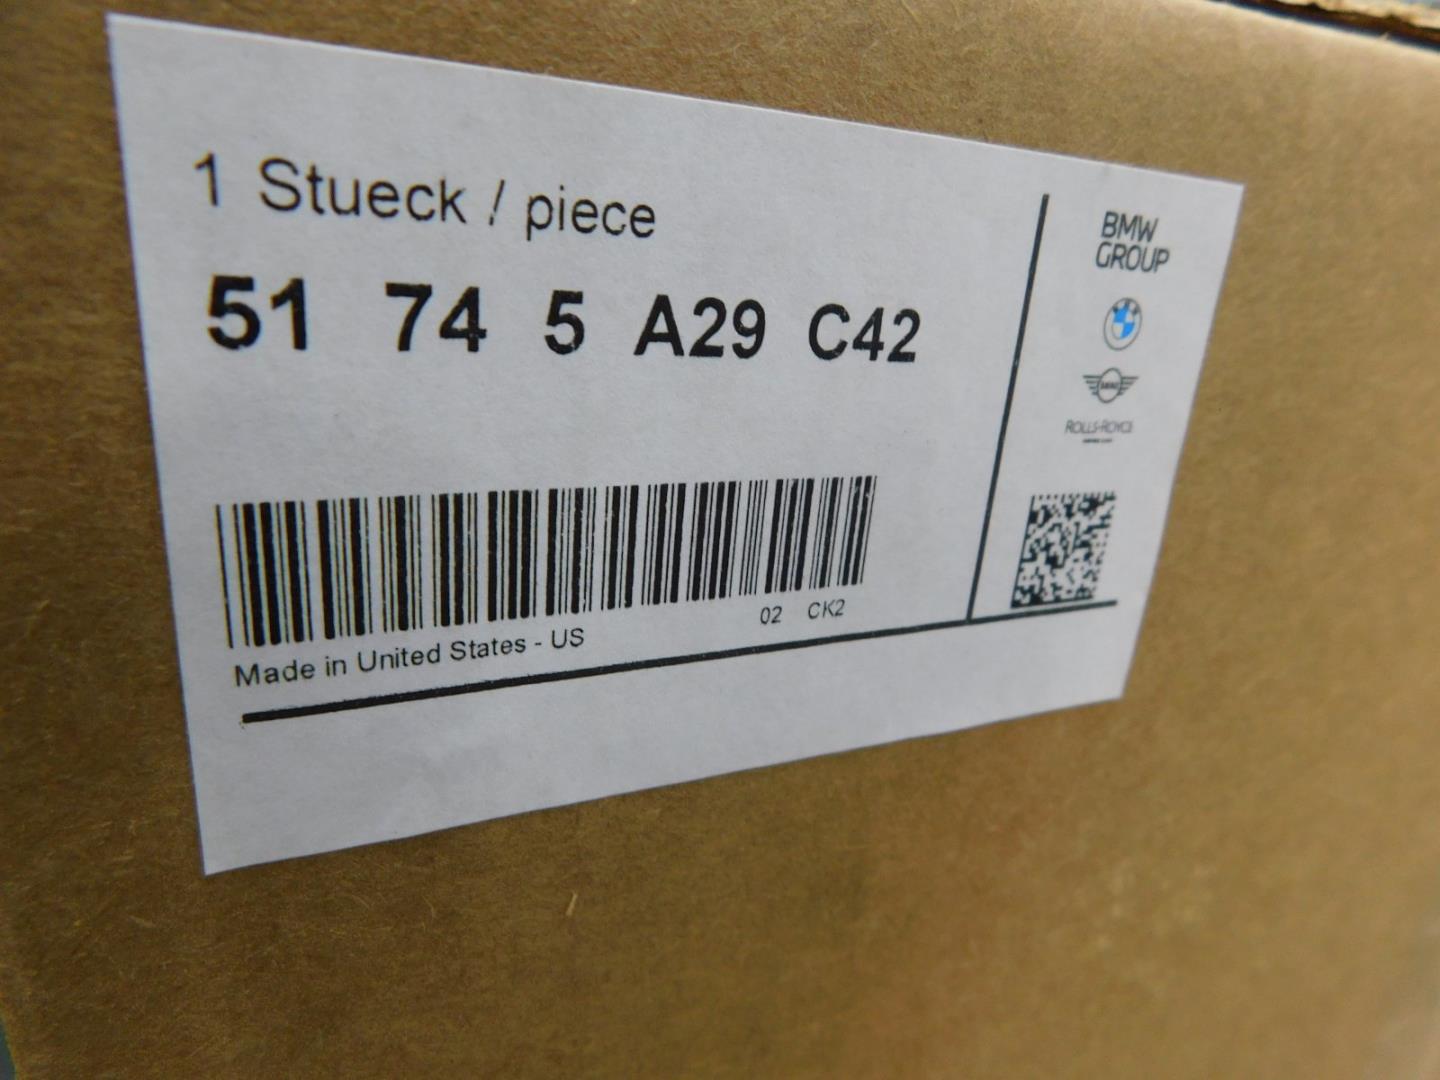 1 Stueck / piece
51 74 5 A29 C42
02 CK2
Made in United States - US
BMW
GROUP
ROLLS-ROYCE